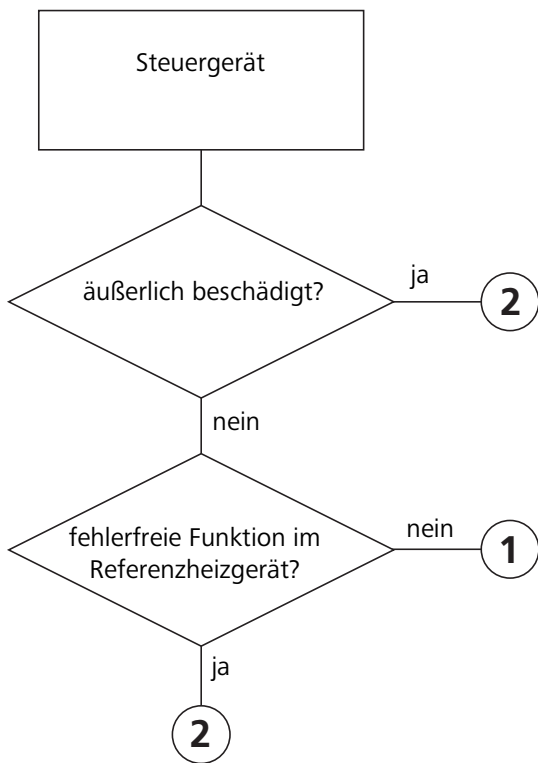 Steuergerät
äußerlich beschädigt?
ja
2
nein
fehlerfreie Funktion im
Referenzheizgerät?
nein
1
ja
2